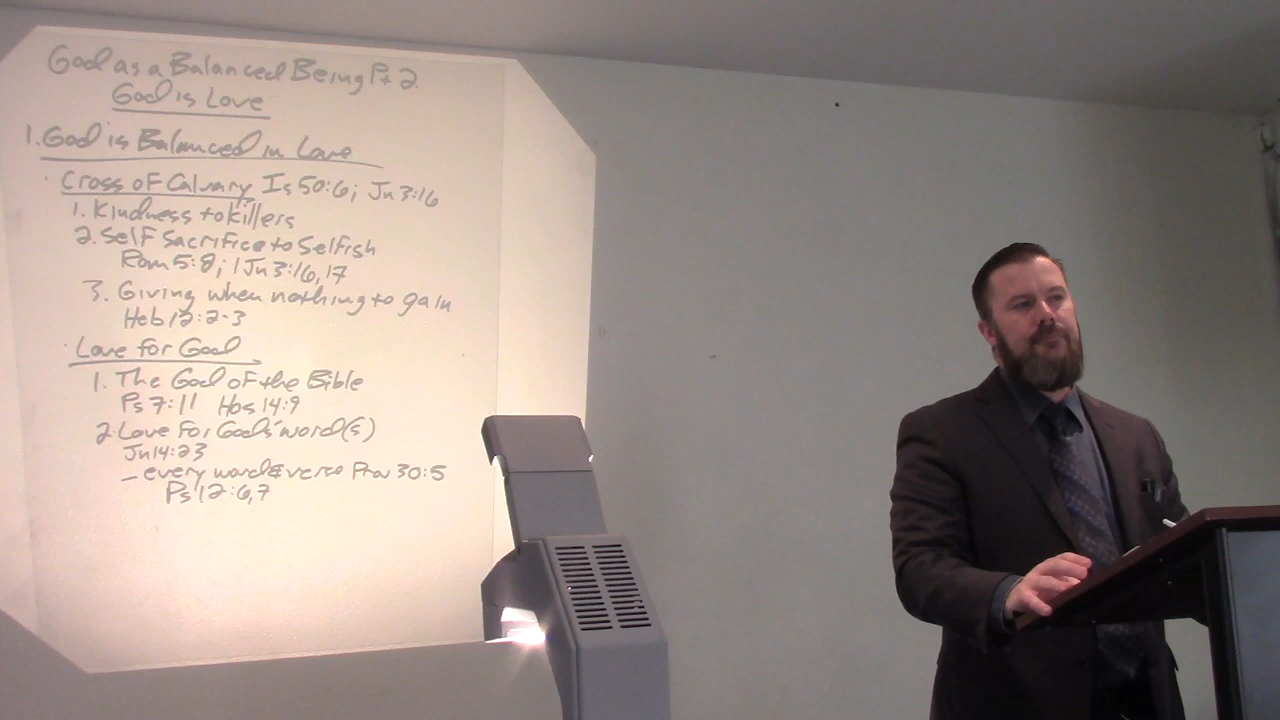 God as a Balanced Being Pt 2.
God is Love
1. God is Balanced in Love
· Cross of Calvary Is 50:6; Jn 3:16
1. Kindness to killers
2. Self Sacrifice to Selfish
Rom 5:8; 1 Jn 3:16,17
3. Giving when nothing to gain
Heb 12:2-3
· Love for God
1. The God of the Bible
Ps 7:11 Hos 14:9
2. Love for God's word(s)
Jn 14:23
- every word & verse Prov 30:5
Ps 12:6,7